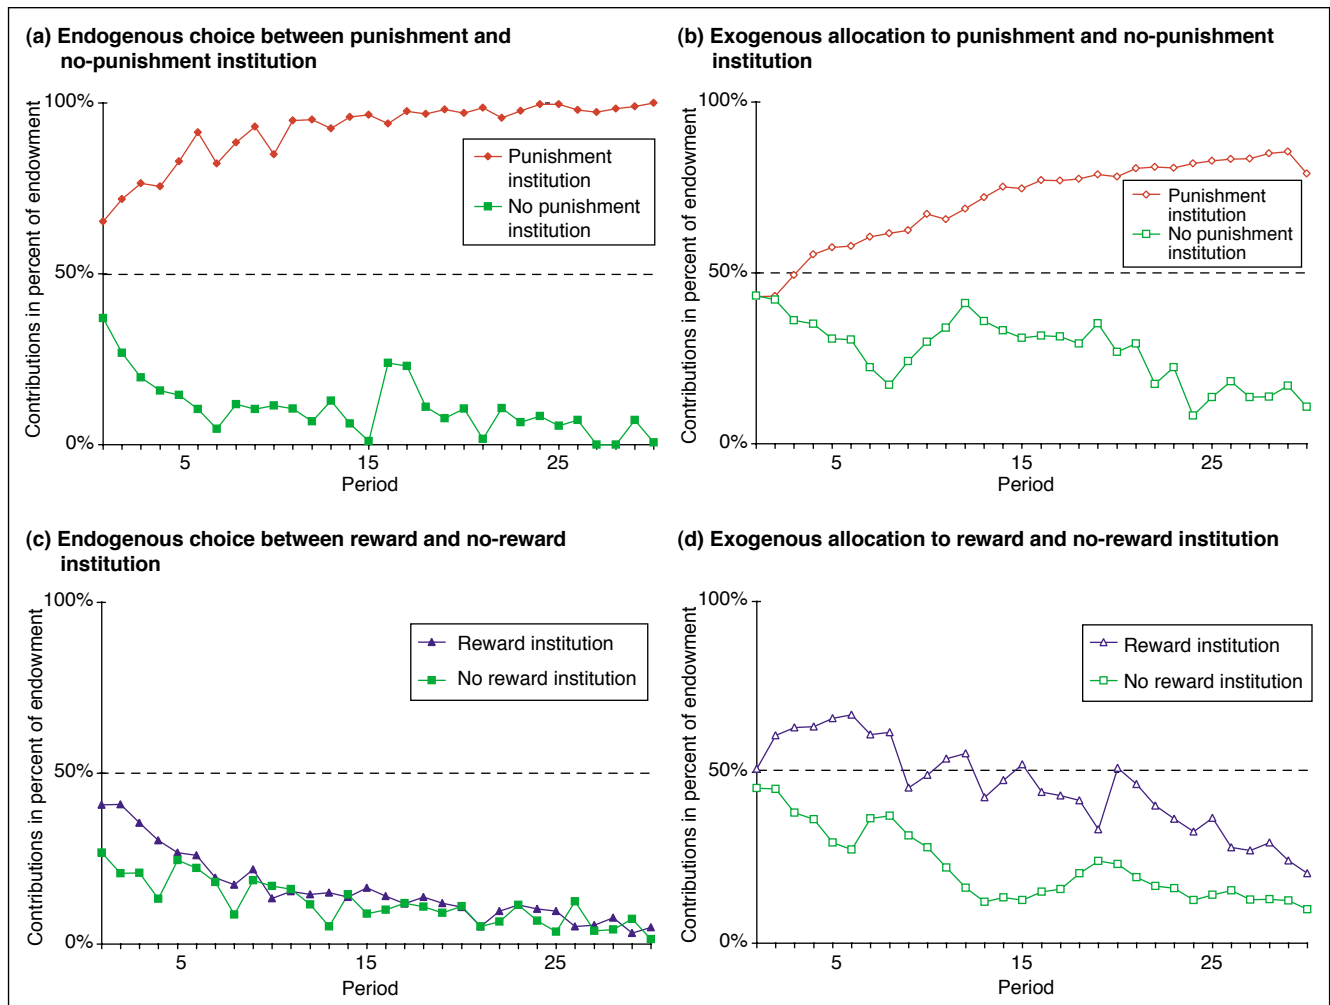 (a) Endogenous choice between punishment and
no-punishment institution
100%
50%
0%
Contributions in percent of endowment
Punishment
institution
No punishment
institution
5
15
25
Period
(b) Exogenous allocation to punishment and no-punishment
institution
100%
50%
0%
Contributions in percent of endowment
Punishment
institution
No punishment
institution
5
15
25
Period
(c) Endogenous choice between reward and no-reward
institution
100%
50%
0%
Contributions in percent of endowment
Reward institution
No reward institution
5
15
25
Period
(d) Exogenous allocation to reward and no-reward institution
100%
50%
0%
Contributions in percent of endowment
Reward institution
No reward institution
5
15
25
Period